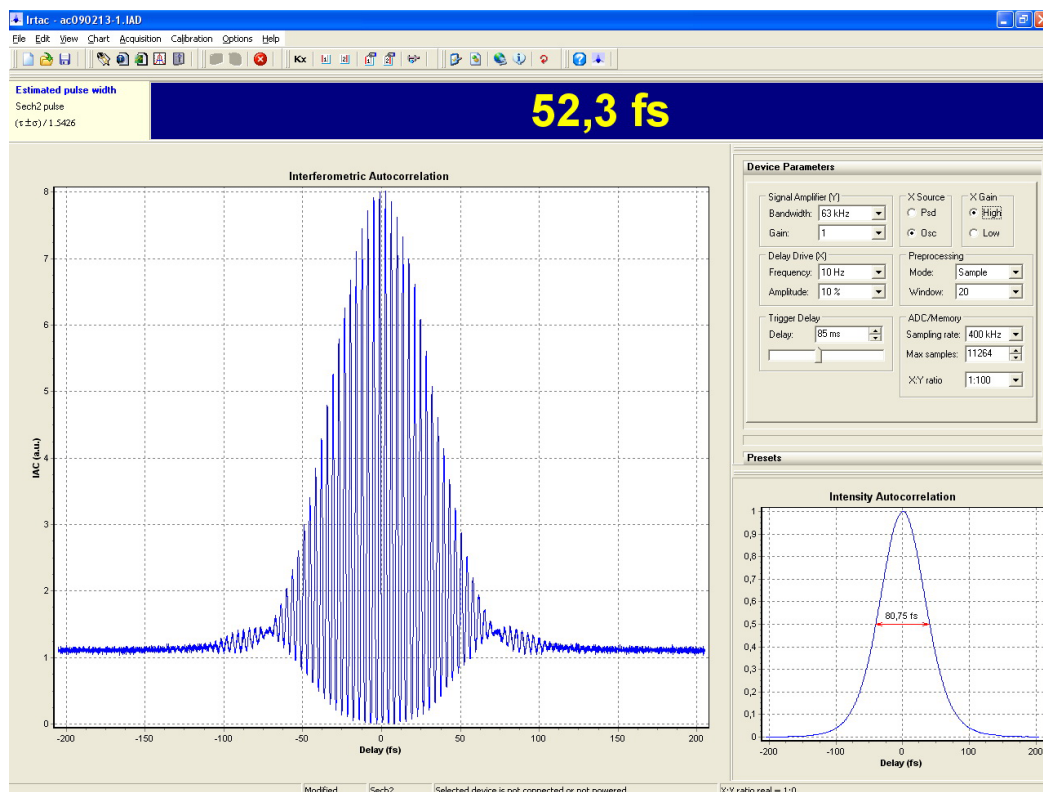 Irtac - ac090213-1.IAD
File Edit View Chart Acquisition Calibration Options Help
Kx
Estimated pulse width
Sech2 pulse
(τ±σ)/1.5426
52,3 fs
Interferometric Autocorrelation
IAC (a.u.)
8
7
6
5
4
3
2
1
0
-200 -150 -100 -50 0 50 100 150 200
Delay (fs)
Device Parameters
Signal Amplifier (Y)
Bandwidth: 63 kHz
Gain: 1
X Source
Psd
Osc
X Gain
High
Low
Delay Drive (X)
Frequency: 10 Hz
Amplitude: 10 %
Preprocessing
Mode: Sample
Window: 20
Trigger Delay
Delay: 85 ms
ADC/Memory
Sampling rate: 400 kHz
Max samples: 11264
X:Y ratio 1:100
Presets
Intensity Autocorrelation
1
0,9
0,8
0,7
0,6
0,5
0,4
0,3
0,2
0,1
0
80,75 fs
-200 -100 0 100 200
Delay (fs)
Modified Sech2 Selected device is not connected or not powered X:Y ratio real = 1:0